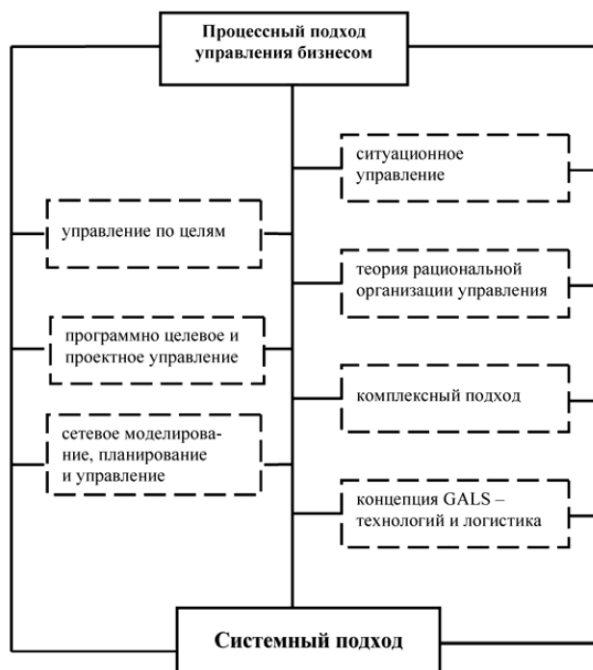 Процессный подход
управления бизнесом
ситуационное
управление
управление по целям
теория рациональной
организации управления
программно целевое и
проектное управление
комплексный подход
сетевое моделирова-
ние, планирование
и управление
концепция GALS –
технологий и логистика
Системный подход